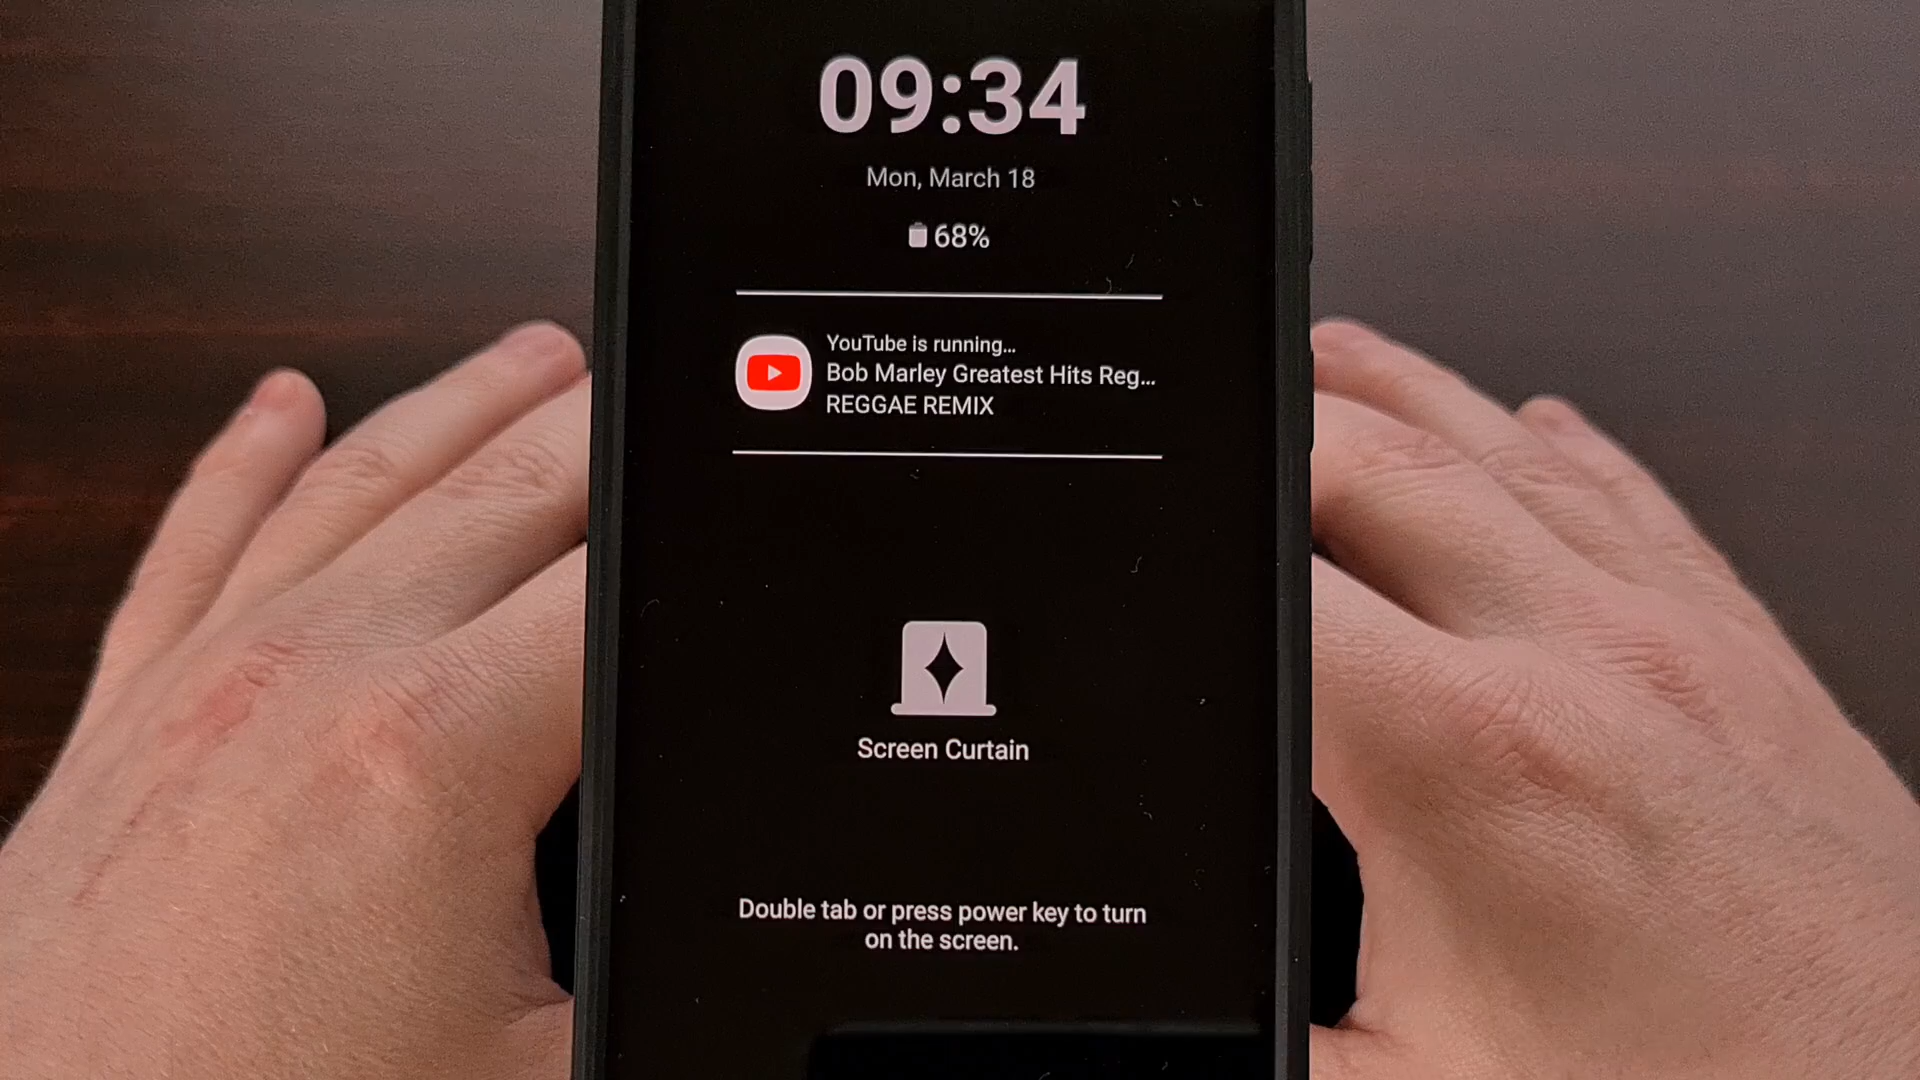 09:34
Mon, March 18
68%
YouTube is running...
Bob Marley Greatest Hits Reg...
REGGAE REMIX
Screen Curtain
Double tab or press power key to turn
on the screen.